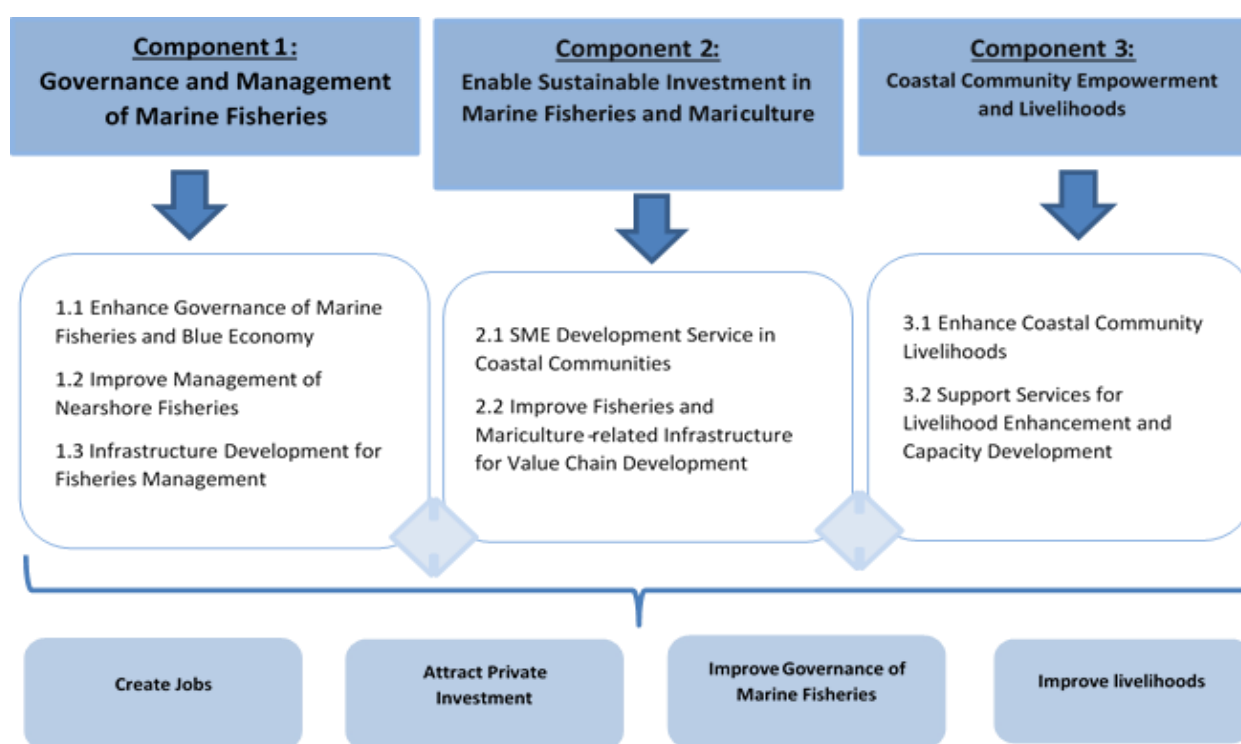 Component 1:
Governance and Management
of Marine Fisheries
Component 2:
Enable Sustainable Investment in
Marine Fisheries and Mariculture
Component 3:
Coastal Community Empowerment
and Livelihoods
1.1 Enhance Governance of Marine
Fisheries and Blue Economy
1.2 Improve Management of
Nearshore Fisheries
1.3 Infrastructure Development for
Fisheries Management
2.1 SME Development Service in
Coastal Communities
2.2 Improve Fisheries and
Mariculture-related Infrastructure
for Value Chain Development
3.1 Enhance Coastal Community
Livelihoods
3.2 Support Services for
Livelihood Enhancement and
Capacity Development
Create Jobs
Attract Private
Investment
Improve Governance of
Marine Fisheries
Improve livelihoods